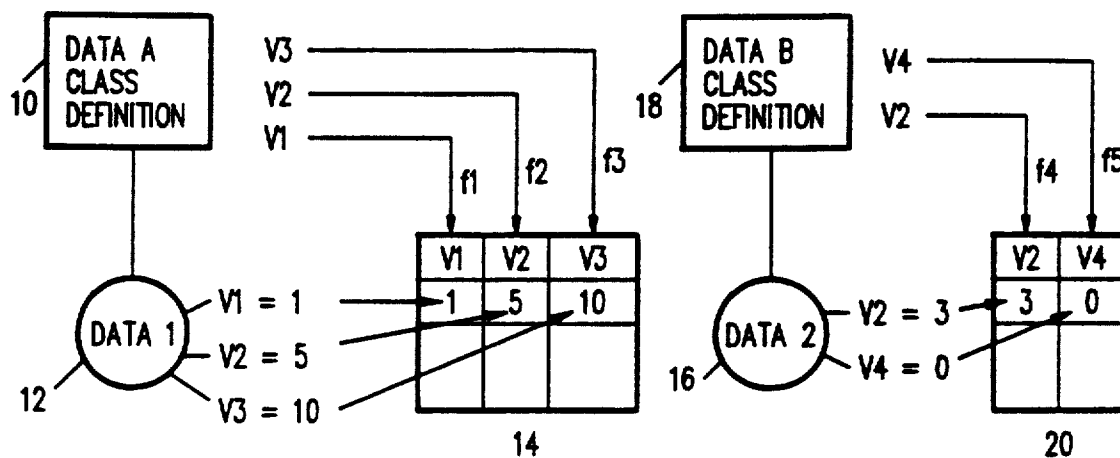 DATA A
CLASS
DEFINITION
10
V3
V2
V1
f1
f2
f3
V1 V2 V3
1 5 10
DATA 1
12
V1 = 1
V2 = 5
V3 = 10
14
DATA B
CLASS
DEFINITION
18
V4
V2
f4
f5
V2 V4
3 0
DATA 2
16
V2 = 3
V4 = 0
20